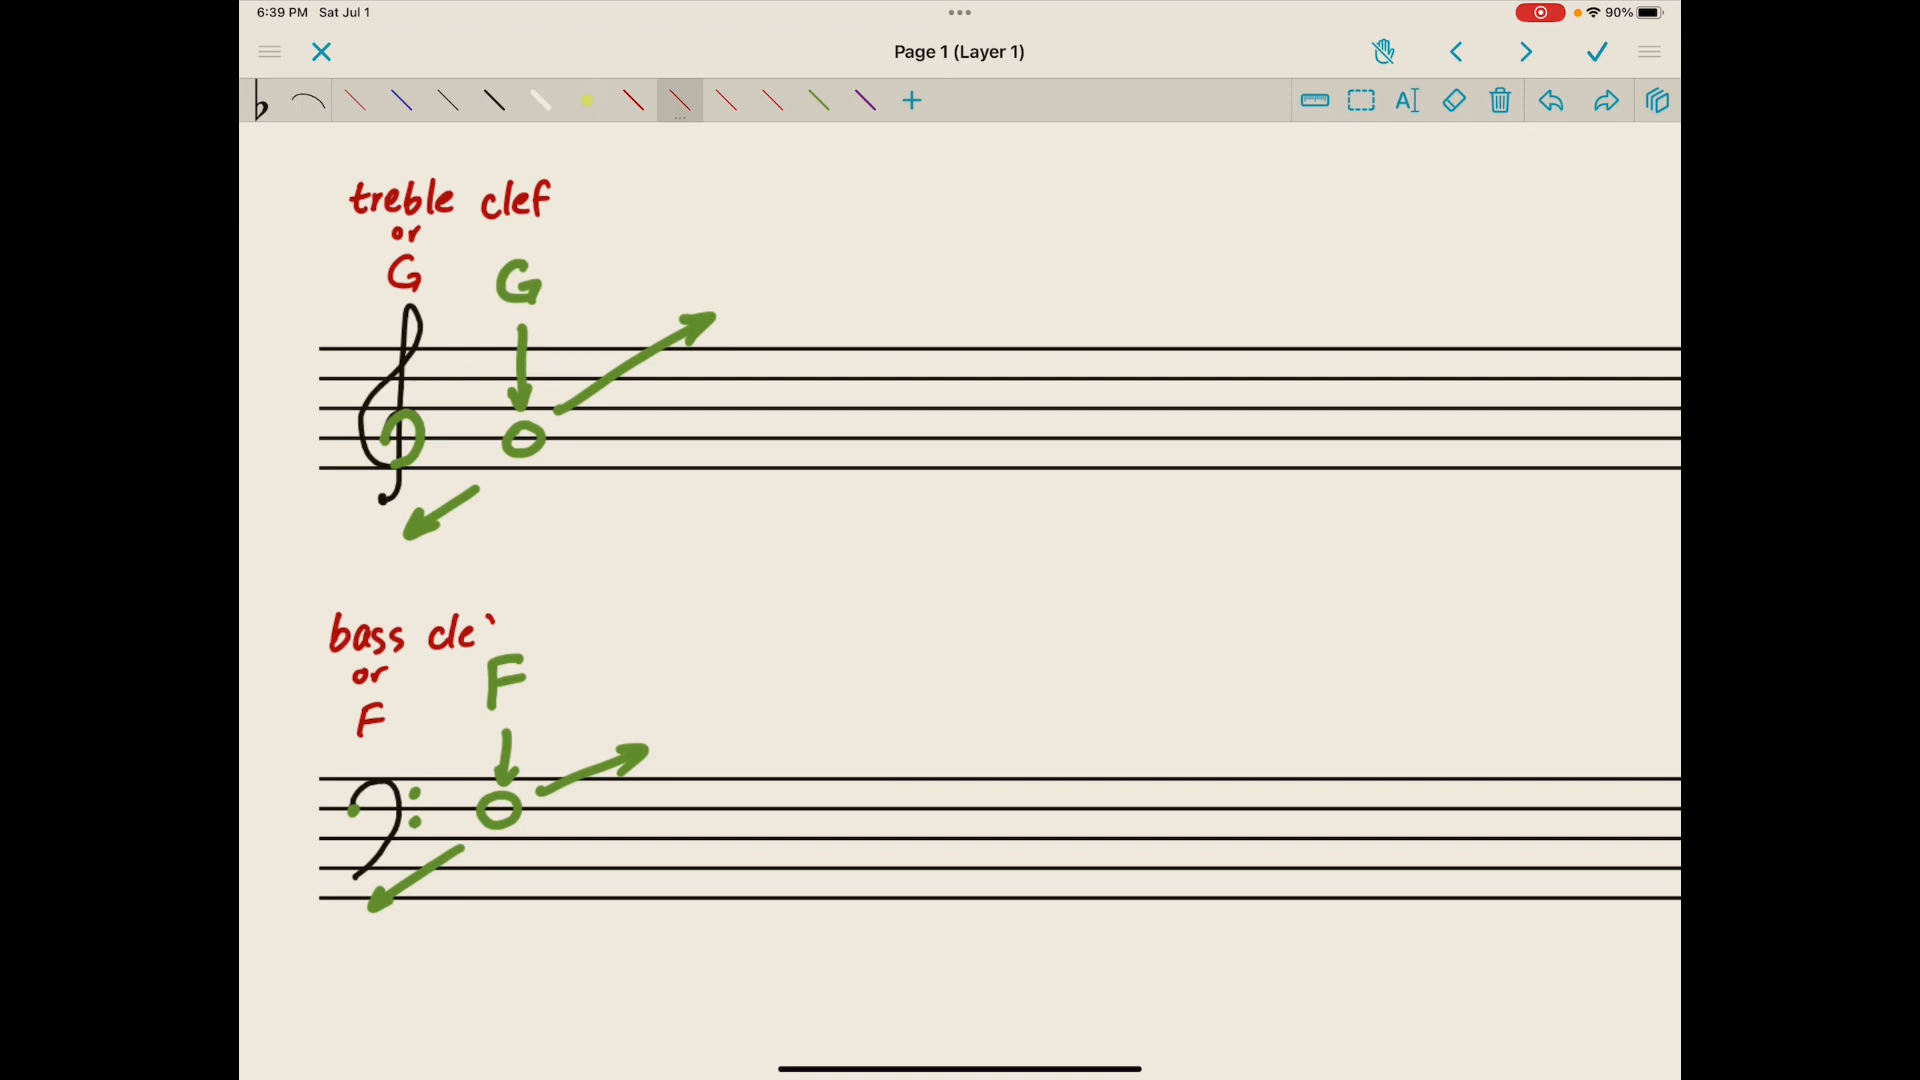 6:39 PM Sat Jul 1
90%
Page 1 (Layer 1)
A
treble clef
or
G
G
bass cle
or
F
F